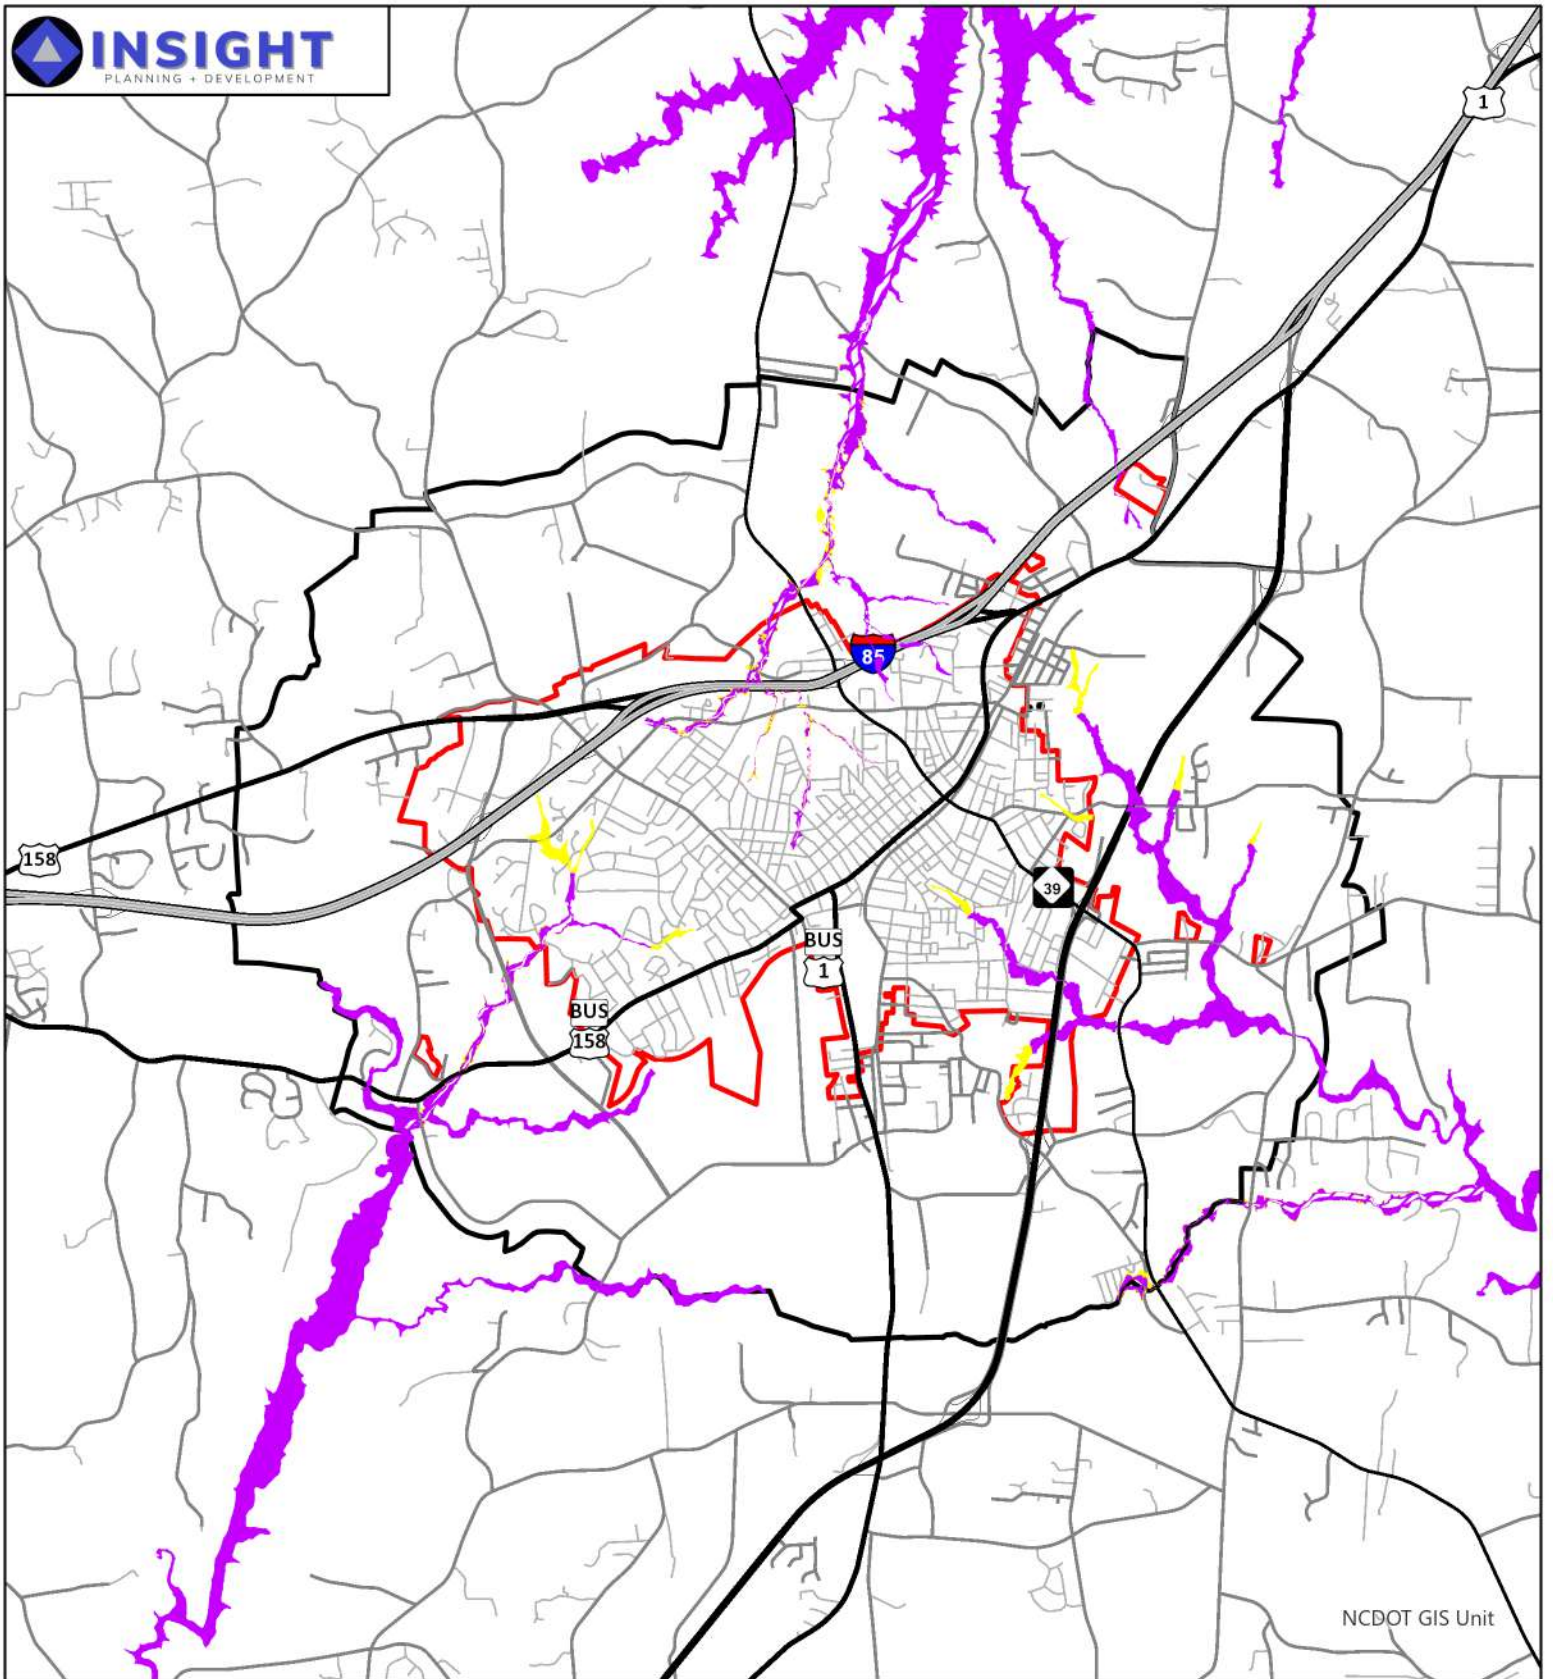 INSIGHT
PLANNING + DEVELOPMENT
1
85
158
39
BUS
1
BUS
158
NCDOT GIS Unit